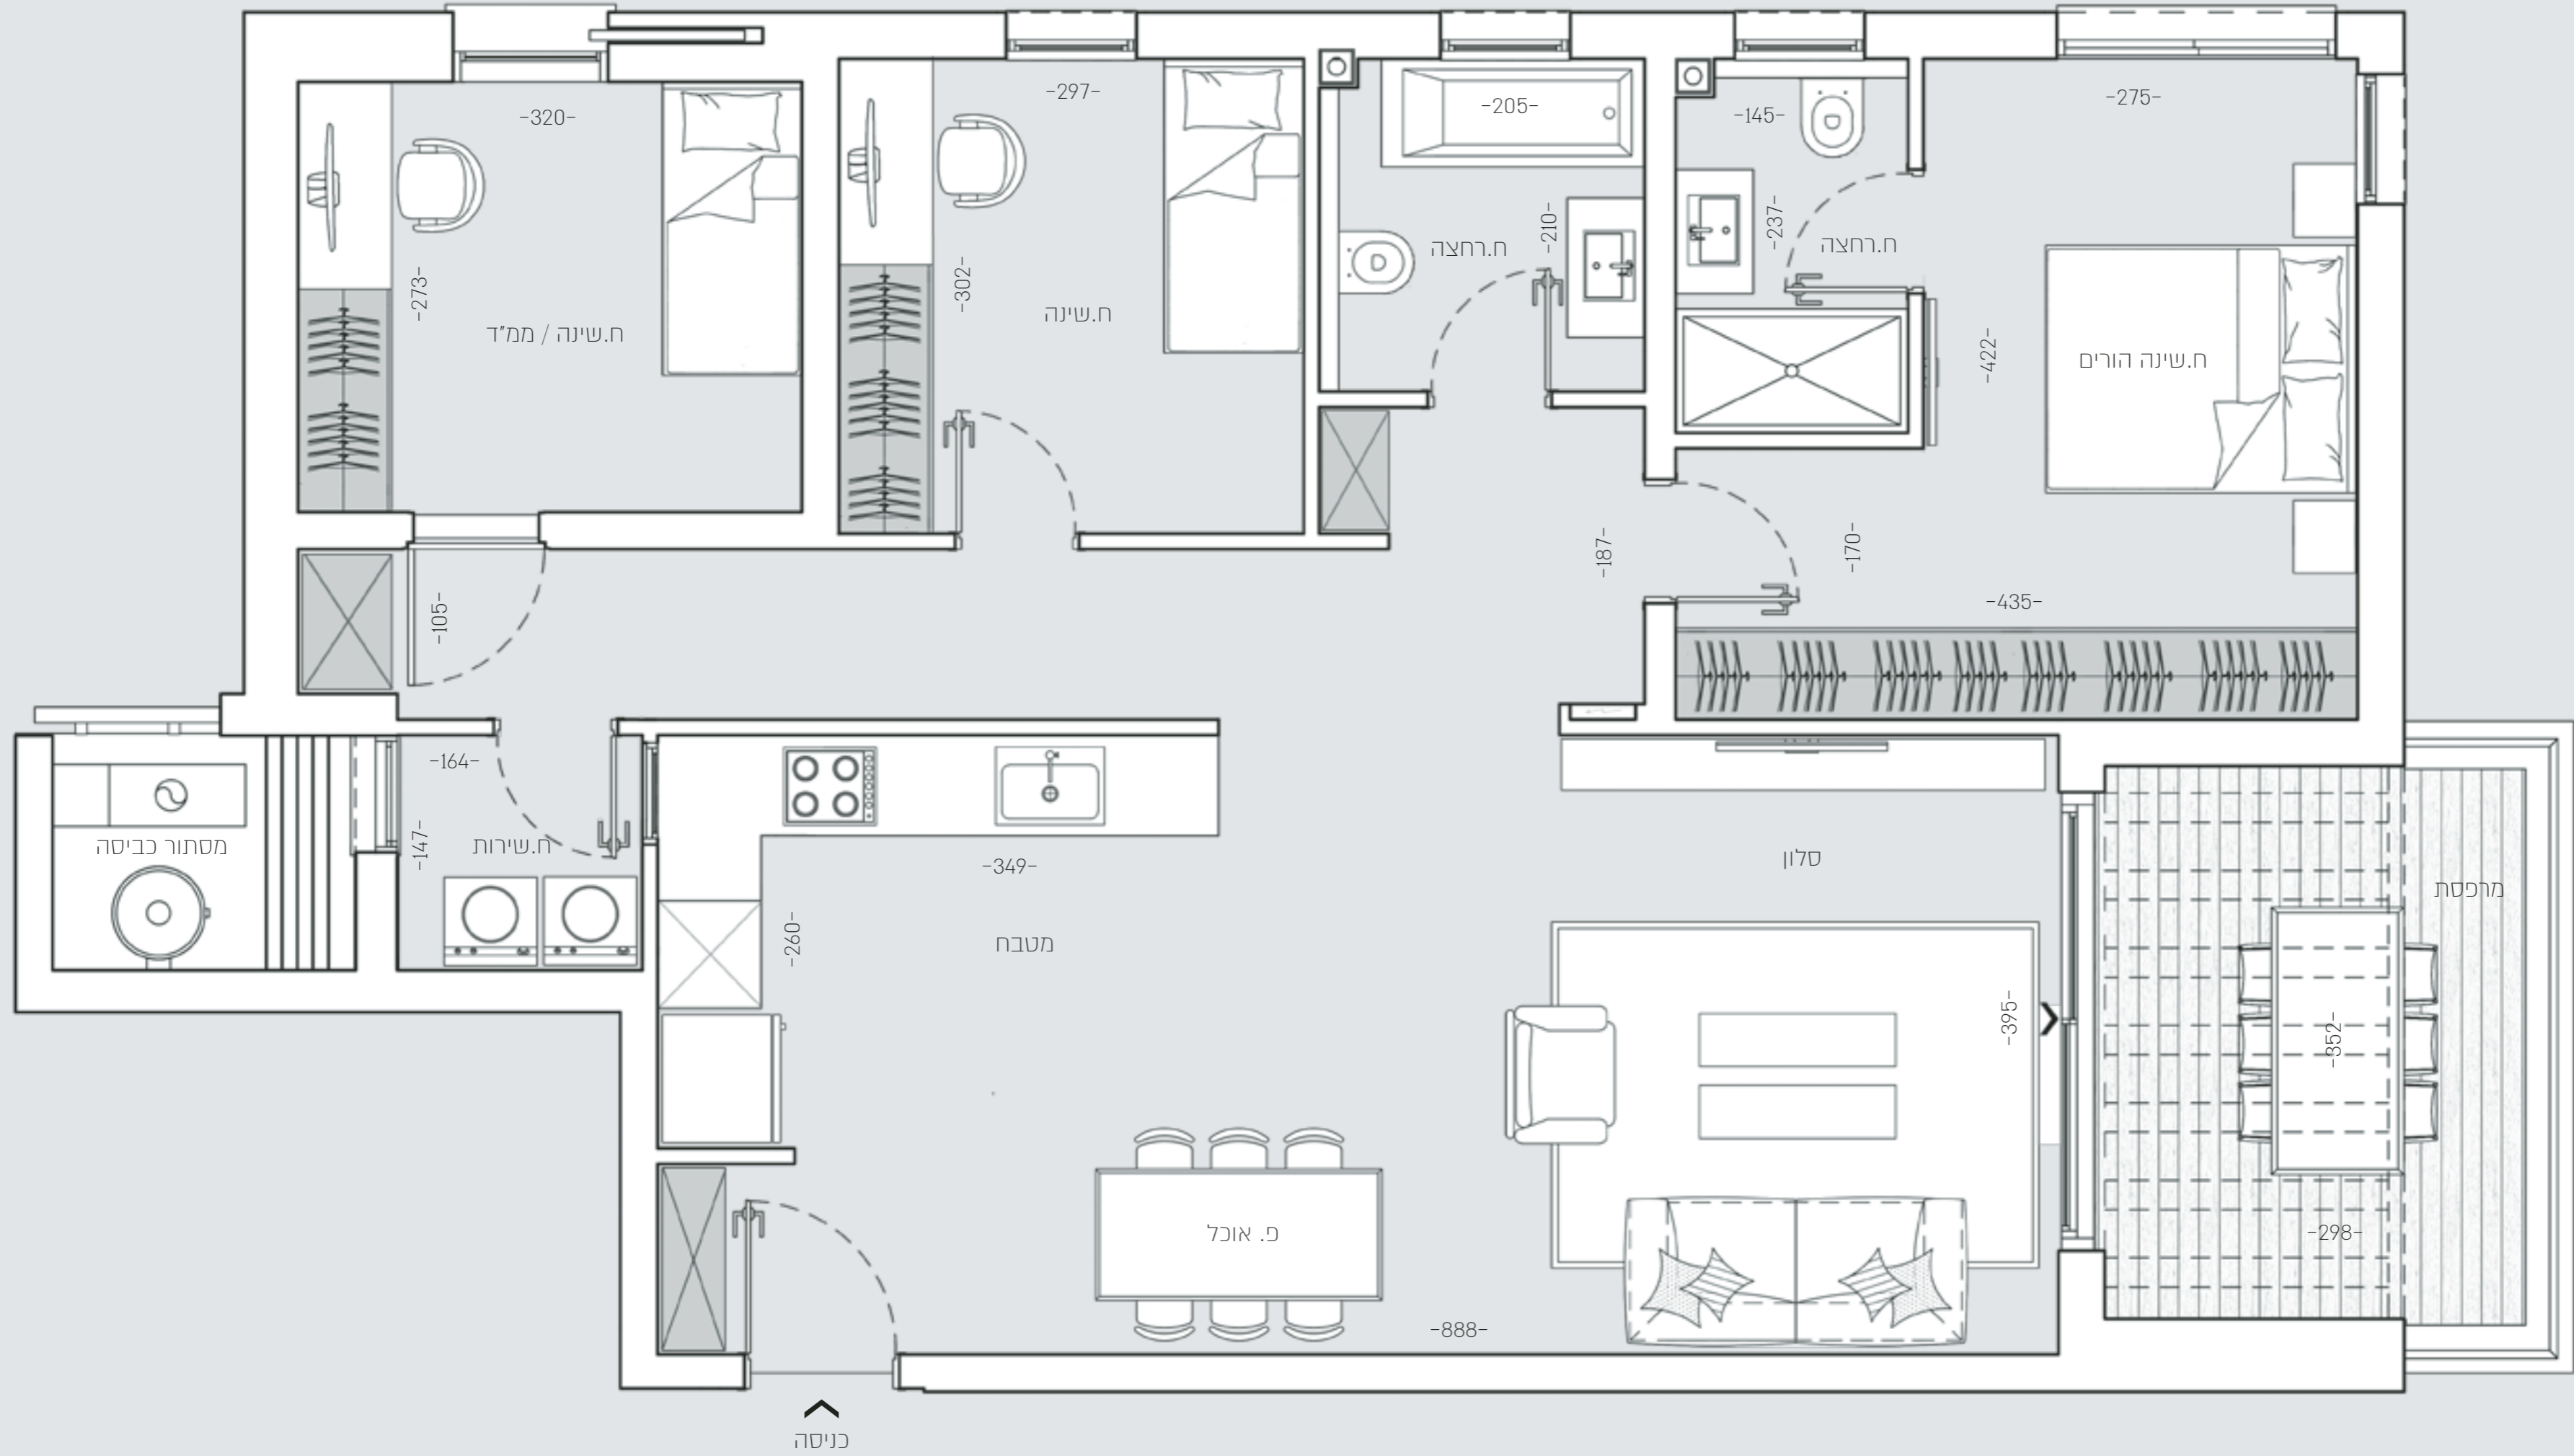 -320-
-297-
-205-
-145-
-275-
-273-
-302-
-210-
-237-
ח.רחצה
ח.רחצה
ח.שינה
ח.שינה / ממ"ד
-422-
ח.שינה הורים
-187-
-170-
-435-
-105-
-164-
-147-
ח.שירות
מסתור כביסה
-349-
-260-
מטבח
סלון
מרפסת
-395-
-352-
-298-
פ. אוכל
-888-
כניסה